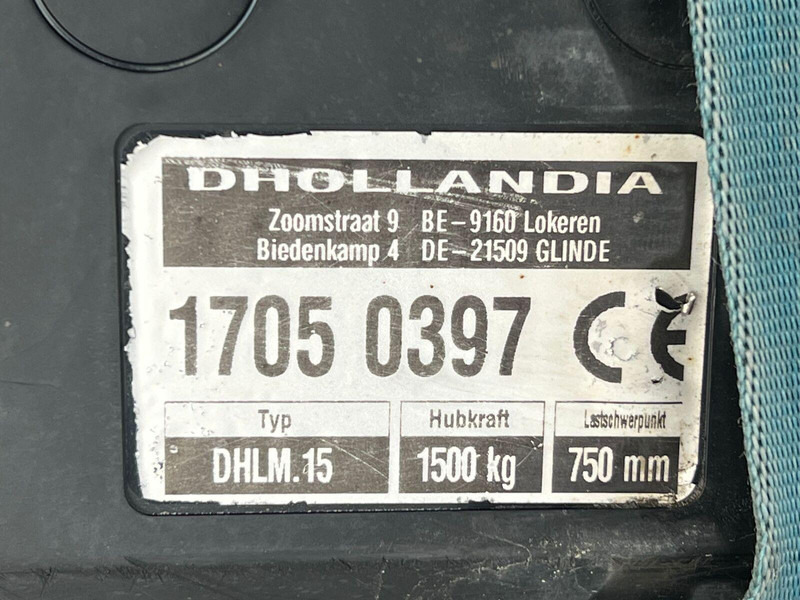 DHOLLANDIA
Zoomstraat 9 BE-9160 Lokeren
Biedenkamp 4 DE-21509 GLINDE
1705 0397 CE
Typ Hubkraft Lastschwerpunkt
DHLM.15 1500 kg 750 mm